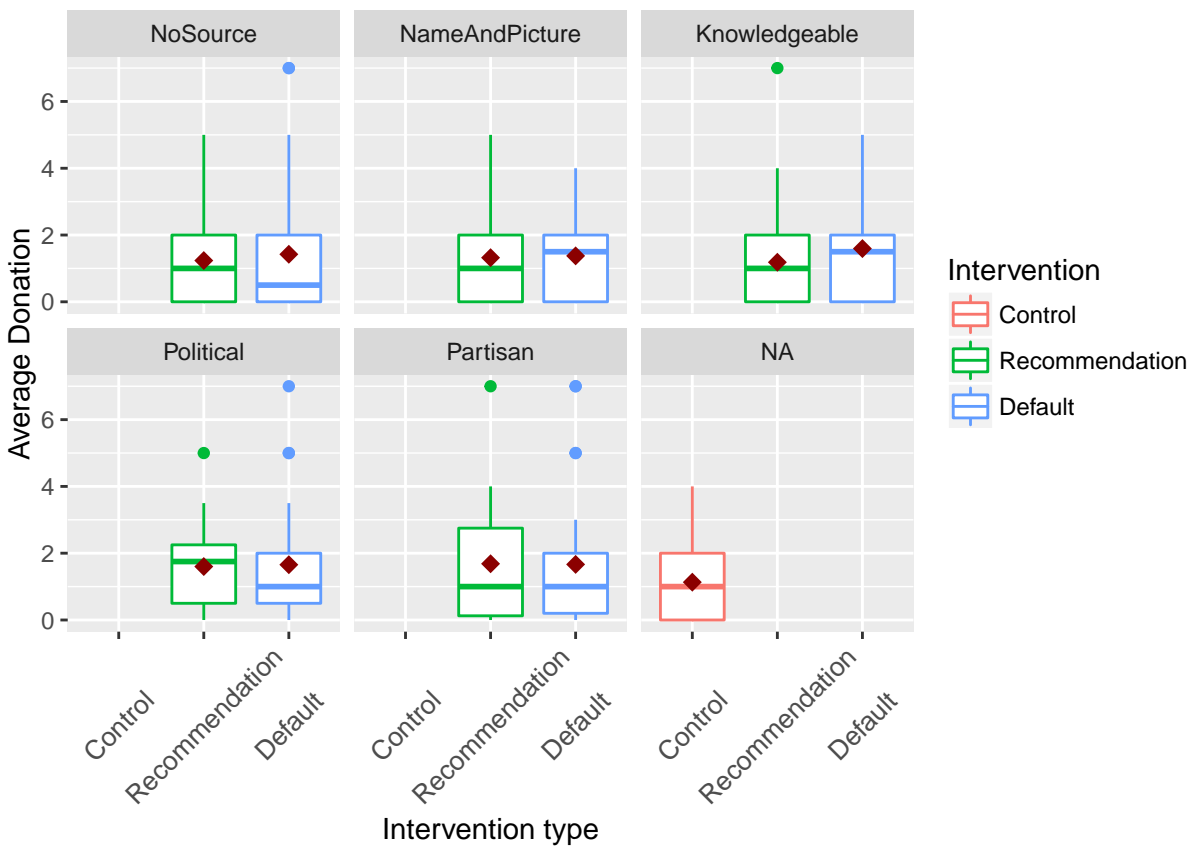 NoSource
NameAndPicture
Knowledgeable
6
4
2
0
Political
Partisan
NA
6
4
2
0
Average Donation
Control
Recommendation
Default
Control
Recommendation
Default
Control
Recommendation
Default
Intervention type
Intervention
Control
Recommendation
Default